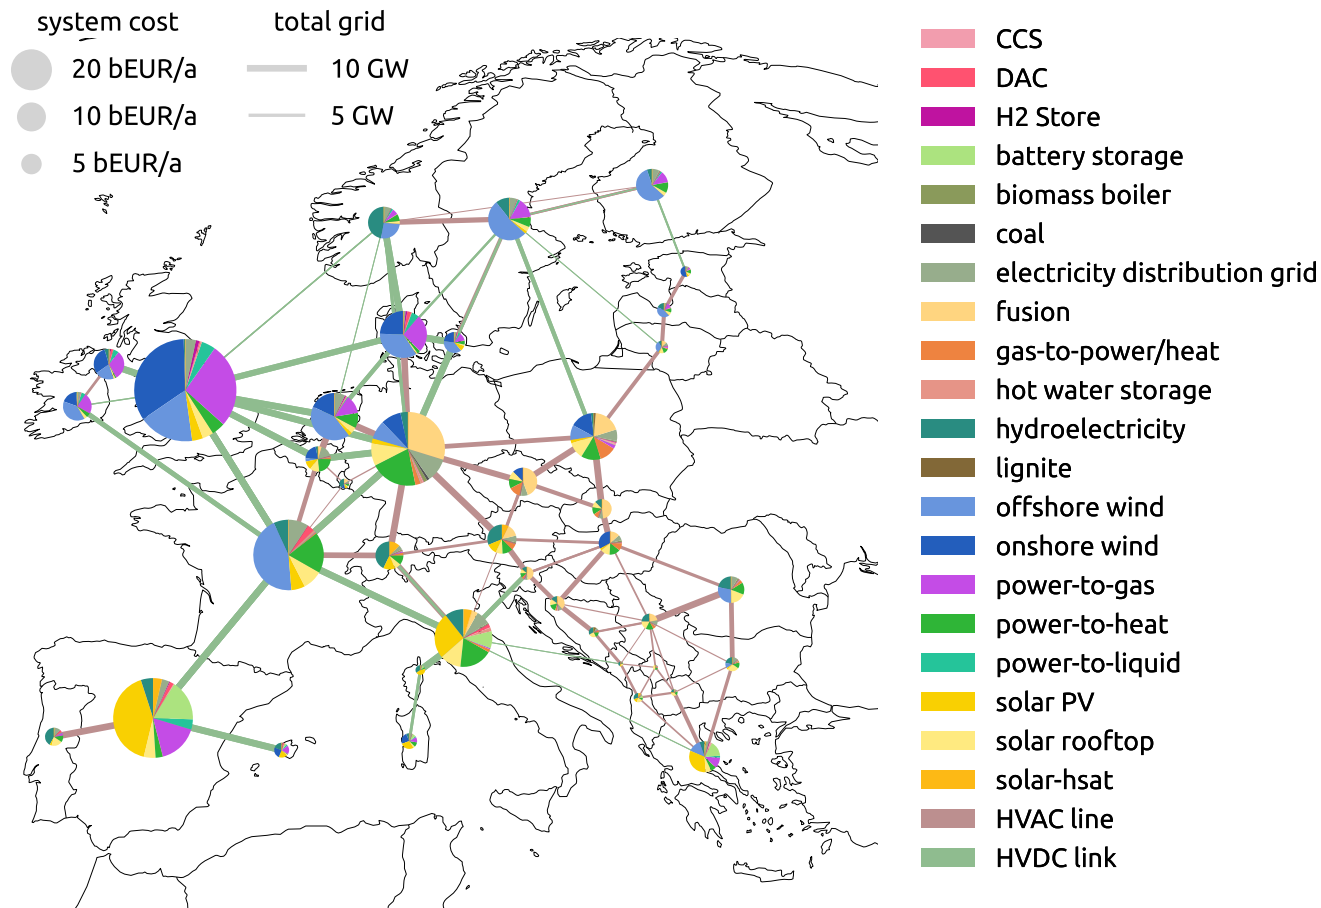 system cost
total grid
20 bEUR/a
10 GW
10 bEUR/a
5 GW
5 bEUR/a
CCS
DAC
H2 Store
battery storage
biomass boiler
coal
electricity distribution grid
fusion
gas-to-power/heat
hot water storage
hydroelectricity
lignite
offshore wind
onshore wind
power-to-gas
power-to-heat
power-to-liquid
solar PV
solar rooftop
solar-hsat
HVAC line
HVDC link